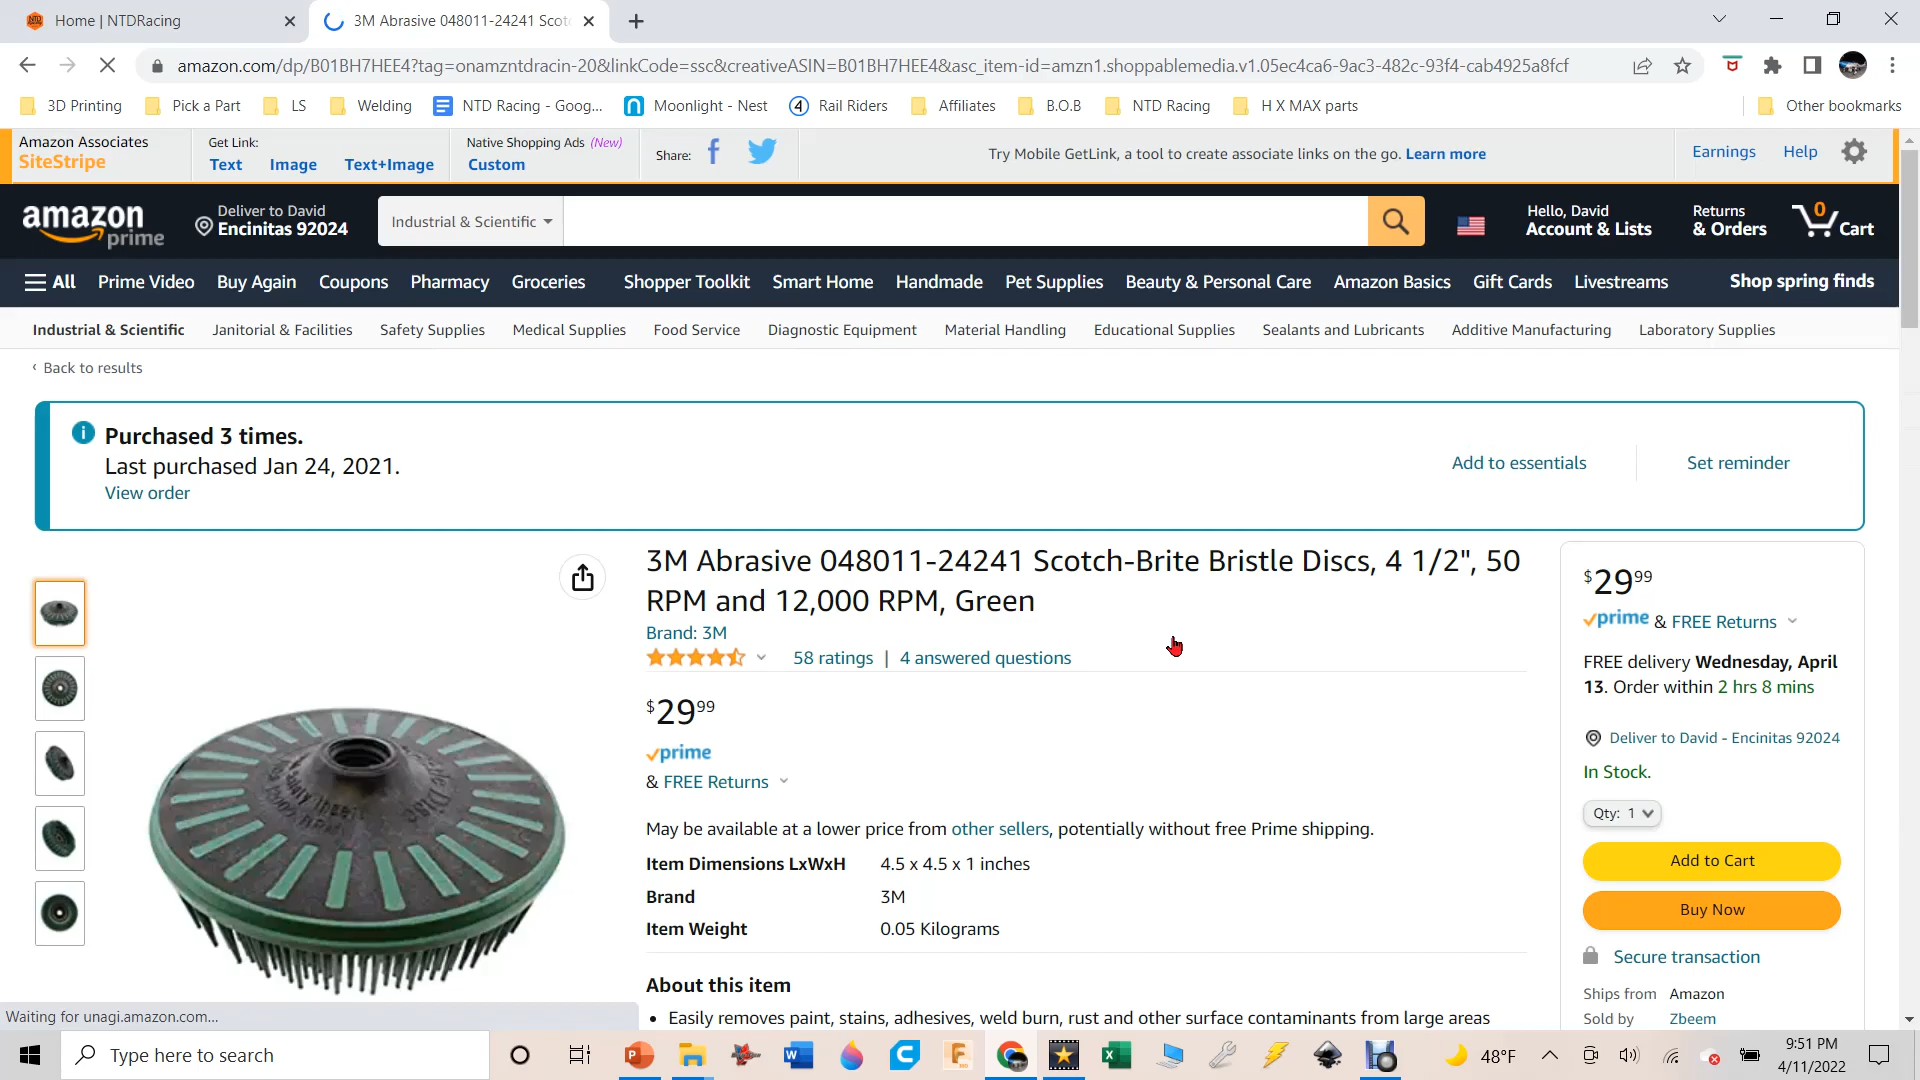 Home | NTDRacing
3M Abrasive 048011-24241 Scot
amazon.com/dp/B01BH7HEE4?tag=onamzntdracin-20&linkCode=ssc&creativeASIN=B01BH7HEE4&asc_item-id=amzn1.shoppablemedia.v1.05ec4ca6-9ac3-482c-93f4-cab4925a8fcf
3D Printing Pick a Part LS Welding NTD Racing - Goog... Moonlight - Nest Rail Riders Affiliates B.O.B NTD Racing H X MAX parts Other bookmarks
Amazon Associates
SiteStripe
Get Link:
Text Image Text+Image
Native Shopping Ads (New)
Custom
Share:
Try Mobile GetLink, a tool to create associate links on the go. Learn more
Earnings Help
amazon prime
Deliver to David
Encinitas 92024
Industrial & Scientific
Hello, David
Account & Lists
Returns
& Orders
0
Cart
All Prime Video Buy Again Coupons Pharmacy Groceries Shopper Toolkit Smart Home Handmade Pet Supplies Beauty & Personal Care Amazon Basics Gift Cards Livestreams Shop spring finds
Industrial & Scientific Janitorial & Facilities Safety Supplies Medical Supplies Food Service Diagnostic Equipment Material Handling Educational Supplies Sealants and Lubricants Additive Manufacturing Laboratory Supplies
‹ Back to results
Purchased 3 times.
Last purchased Jan 24, 2021.
View order
Add to essentials Set reminder
3M Abrasive 048011-24241 Scotch-Brite Bristle Discs, 4 1/2", 50
RPM and 12,000 RPM, Green
Brand: 3M
58 ratings | 4 answered questions
$2999
prime
& FREE Returns
May be available at a lower price from other sellers, potentially without free Prime shipping.
Item Dimensions LxWxH 4.5 x 4.5 x 1 inches
Brand 3M
Item Weight 0.05 Kilograms
About this item
• Easily removes paint, stains, adhesives, weld burn, rust and other surface contaminants from large areas
$2999
prime & FREE Returns
FREE delivery Wednesday, April
13. Order within 2 hrs 8 mins
Deliver to David - Encinitas 92024
In Stock.
Qty: 1
Add to Cart
Buy Now
Secure transaction
Ships from Amazon
Sold by Zbeem
Waiting for unagi.amazon.com...
Type here to search
48°F
9:51 PM
4/11/2022